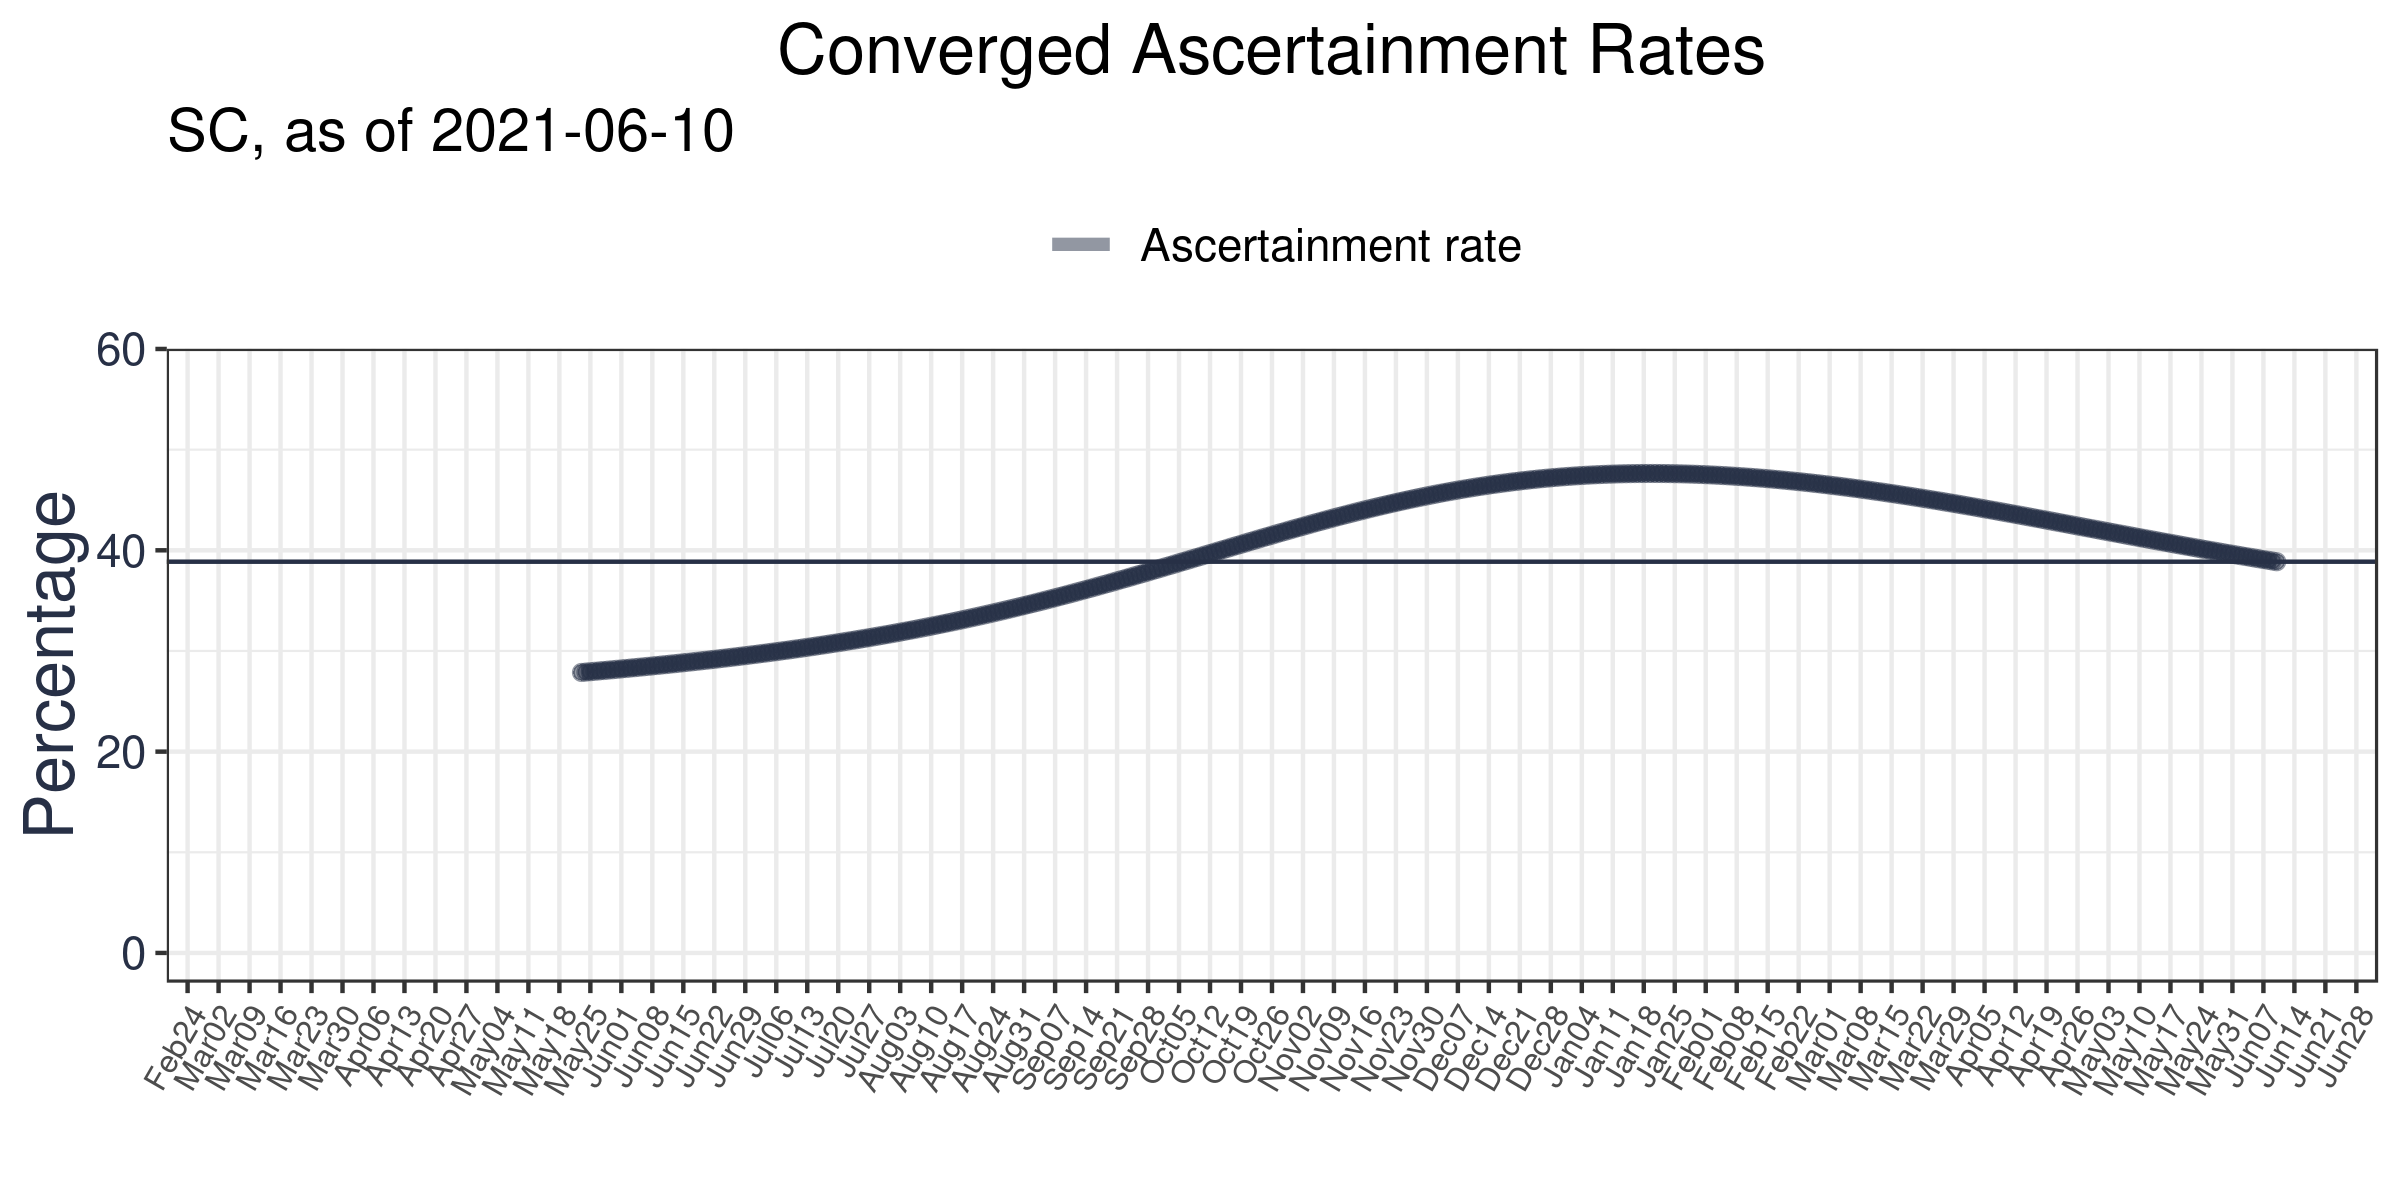 Converged Ascertainment Rates
SC, as of 2021-06-10
Ascertainment rate
Percentage
60
40
20
0
Feb24 Mar02 Mar09 Mar16 Mar23 Mar30 Apr06 Apr13 Apr20 Apr27 May04 May11 May18 May25 Jun01 Jun08 Jun15 Jun22 Jun29 Jul06 Jul13 Jul20 Jul27 Aug03 Aug10 Aug17 Aug24 Aug31 Sep07 Sep14 Sep21 Sep28 Oct05 Oct12 Oct19 Oct26 Nov02 Nov09 Nov16 Nov23 Nov30 Dec07 Dec14 Dec21 Dec28 Jan04 Jan11 Jan18 Jan25 Feb01 Feb08 Feb15 Feb22 Mar01 Mar08 Mar15 Mar22 Mar29 Apr05 Apr12 Apr19 Apr26 May03 May10 May17 May24 May31 Jun07 Jun14 Jun21 Jun28